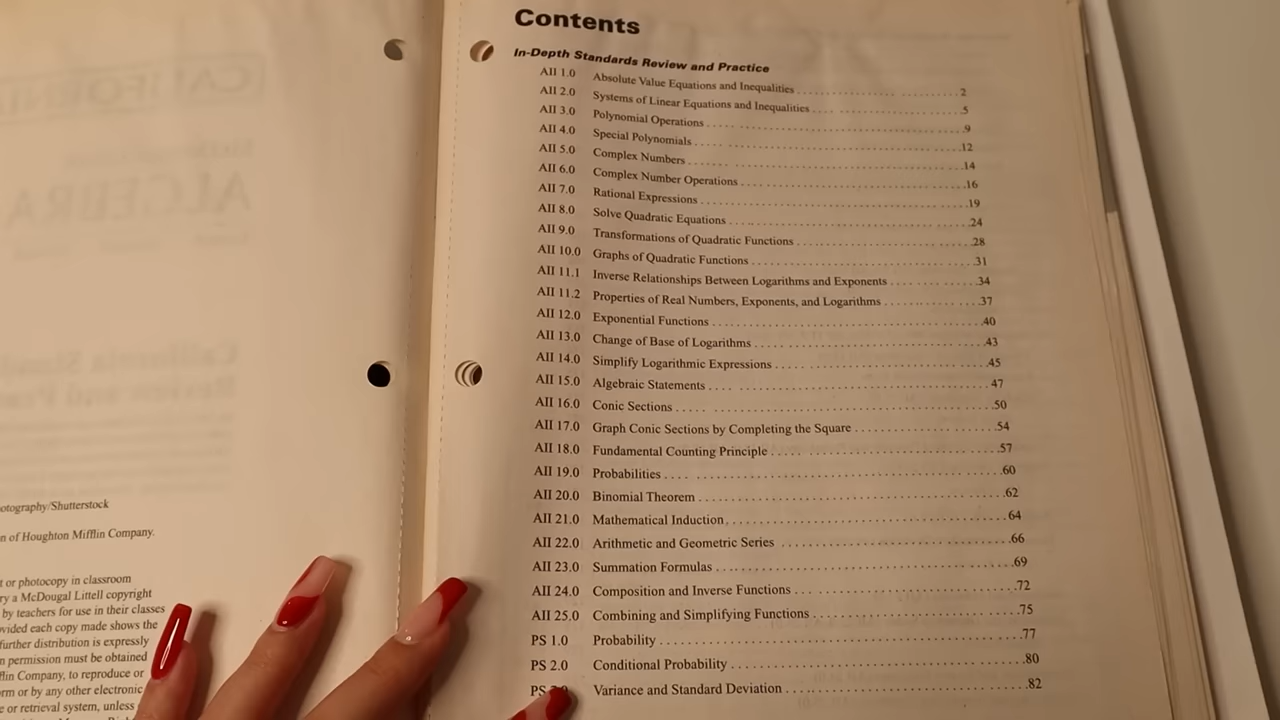 otography/Shutterstock
n of Houghton Mifflin Company.
t or photocopy in classroom
ry a McDougal Littell copyright
by teachers for use in their classes
vided each copy made shows the
further distribution is expressly
n permission must be obtained
flin Company, to reproduce or
rm or by any other electronic
e or retrieval system, unless
Contents
In-Depth Standards Review and Practice
AII 1.0 Absolute Value Equations and Inequalities 2
AII 2.0 Systems of Linear Equations and Inequalities 5
AII 3.0 Polynomial Operations 9
AII 4.0 Special Polynomials 12
AII 5.0 Complex Numbers 14
AII 6.0 Complex Number Operations 16
AII 7.0 Rational Expressions 19
AII 8.0 Solve Quadratic Equations 24
AII 9.0 Transformations of Quadratic Functions 28
AII 10.0 Graphs of Quadratic Functions 31
AII 11.1 Inverse Relationships Between Logarithms and Exponents 34
AII 11.2 Properties of Real Numbers, Exponents, and Logarithms 37
AII 12.0 Exponential Functions 40
AII 13.0 Change of Base of Logarithms 43
AII 14.0 Simplify Logarithmic Expressions 45
AII 15.0 Algebraic Statements 47
AII 16.0 Conic Sections 50
AII 17.0 Graph Conic Sections by Completing the Square 54
AII 18.0 Fundamental Counting Principle 57
AII 19.0 Probabilities 60
AII 20.0 Binomial Theorem 62
AII 21.0 Mathematical Induction 64
AII 22.0 Arithmetic and Geometric Series 66
AII 23.0 Summation Formulas 69
AII 24.0 Composition and Inverse Functions 72
AII 25.0 Combining and Simplifying Functions 75
PS 1.0 Probability 77
PS 2.0 Conditional Probability 80
PS Variance and Standard Deviation 82